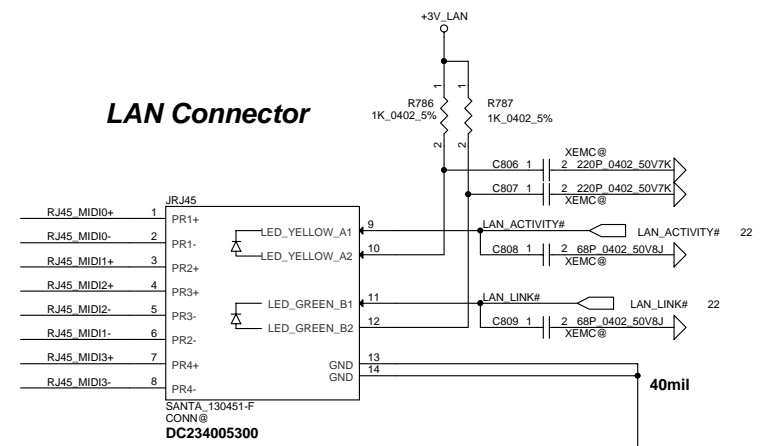 +3V_LAN
LAN Connector
R786
1K_0402_5%
1
2
R787
1K_0402_5%
1
2
XEMC@
C806 1 2 220P_0402_50V7K
C807 1 2 220P_0402_50V7K
XEMC@
JRJ45
RJ45_MIDI0+ 1 PR1+
RJ45_MIDI0- 2 PR1-
RJ45_MIDI1+ 3 PR2+
RJ45_MIDI2+ 4 PR3+
RJ45_MIDI2- 5 PR3-
RJ45_MIDI1- 6 PR2-
RJ45_MIDI3+ 7 PR4+
RJ45_MIDI3- 8 PR4-
LED_YELLOW_A1 9 LAN_ACTIVITY# LAN_ACTIVITY# 22
LED_YELLOW_A2 10
C808 1 2 68P_0402_50V8J
XEMC@
LED_GREEN_B1 11 LAN_LINK# LAN_LINK# 22
LED_GREEN_B2 12
C809 1 2 68P_0402_50V8J
XEMC@
GND 13
GND 14
40mil
SANTA_130451-F
CONN@
DC234005300